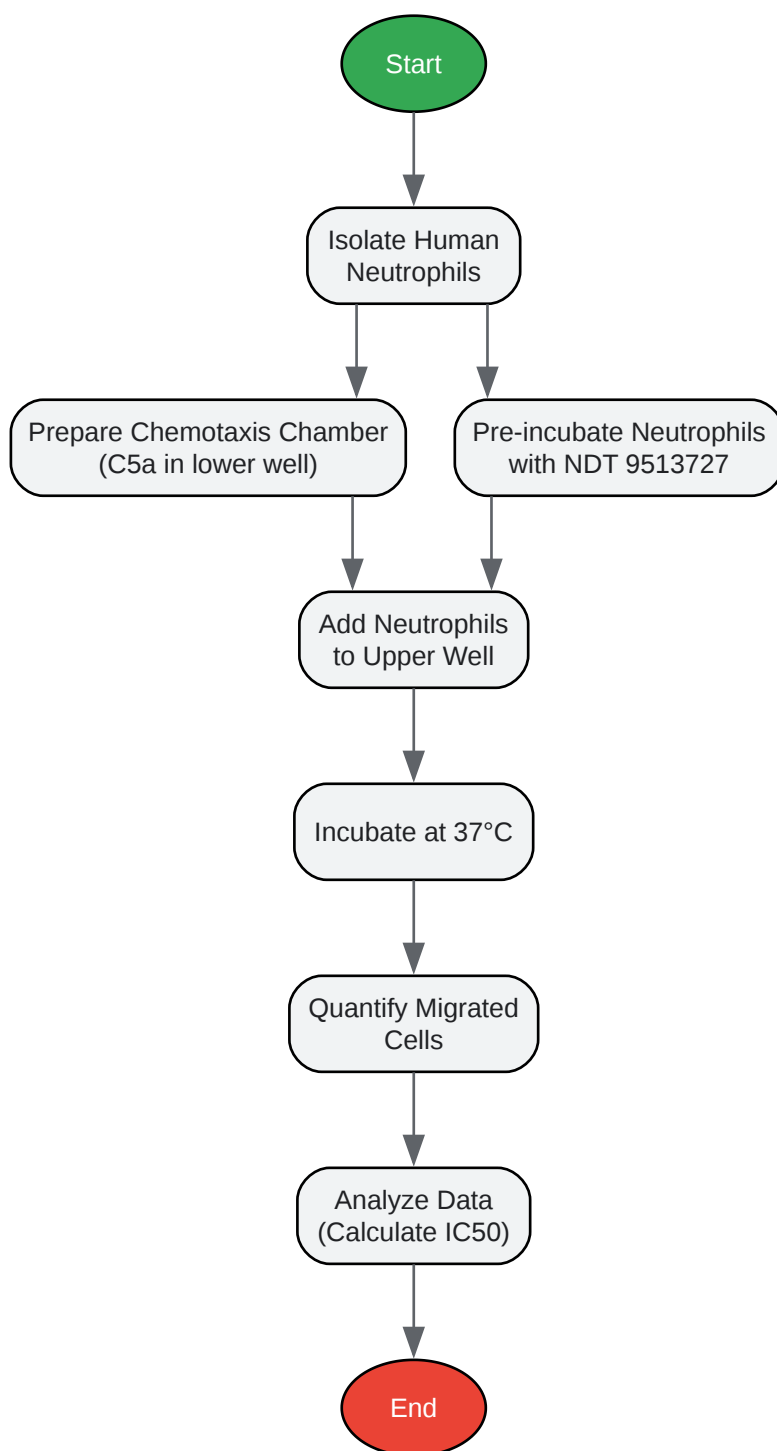 Start
Isolate Human
Neutrophils
Prepare Chemotaxis Chamber
(C5a in lower well)
Pre-incubate Neutrophils
with NDT 9513727
Add Neutrophils
to Upper Well
Incubate at 37°C
Quantify Migrated
Cells
Analyze Data
(Calculate IC50)
End